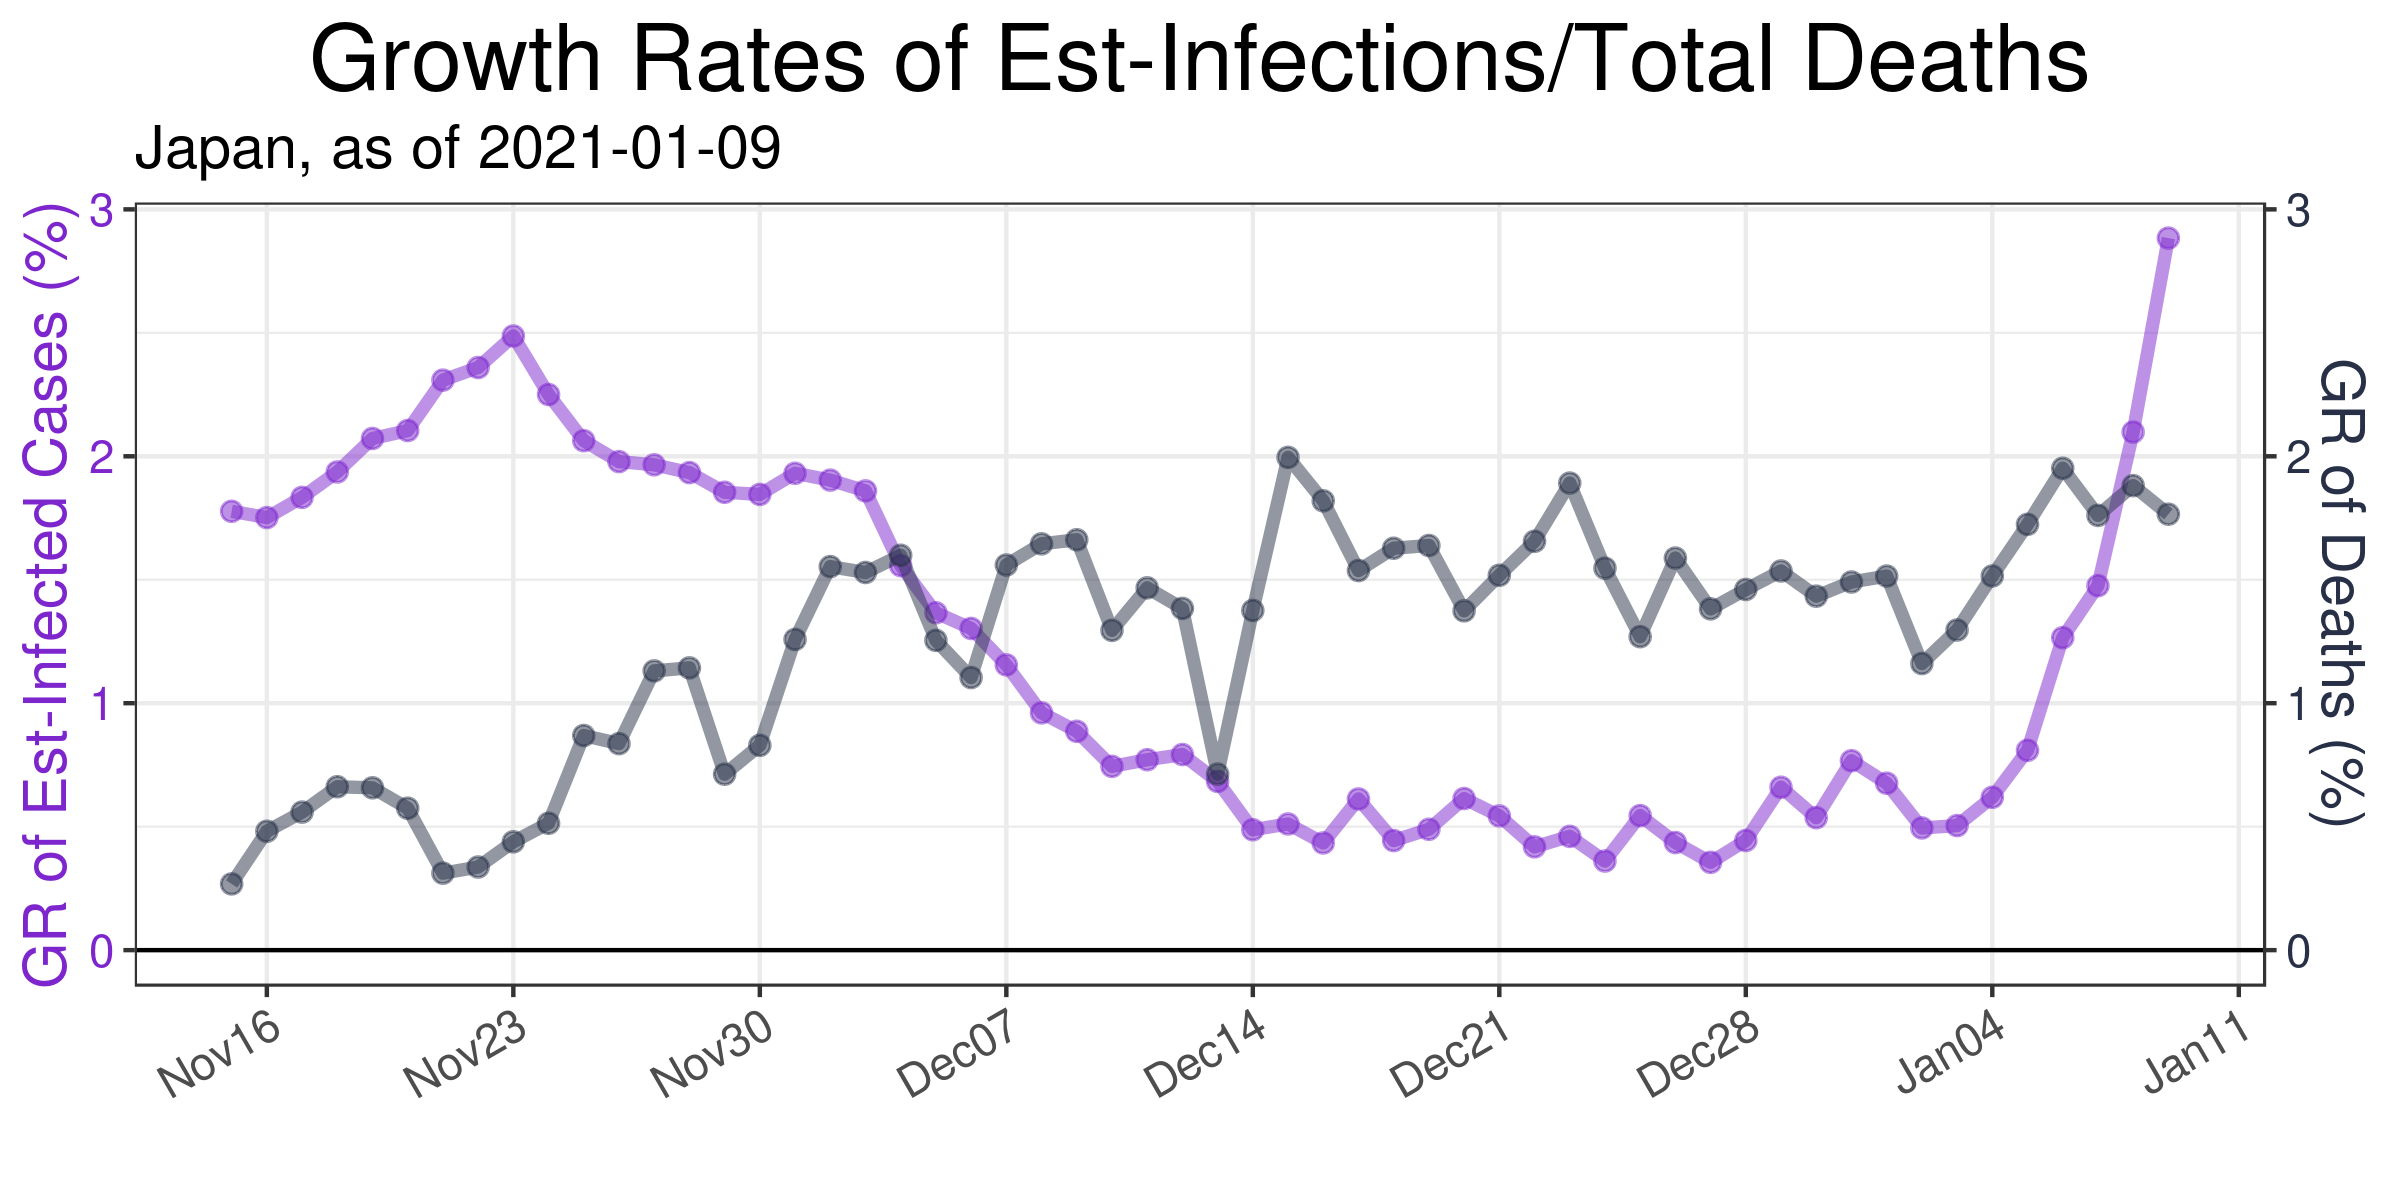 Growth Rates of Est-Infections/Total Deaths
Japan, as of 2021-01-09
GR of Est-Infected Cases (%)
3
2
1
0
3
2
1
0
GR of Deaths (%)
Nov16
Nov23
Nov30
Dec07
Dec14
Dec21
Dec28
Jan04
Jan11